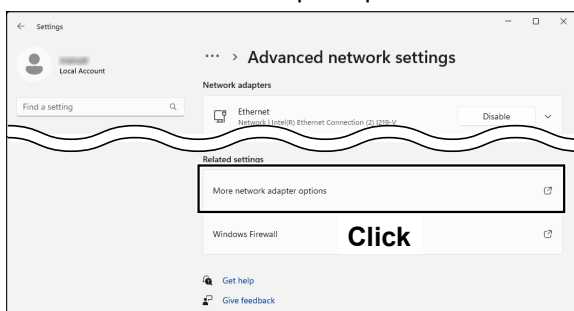 Settings
Local Account
Find a setting
··· > Advanced network settings
Network adapters
Ethernet
Network | Intel(R) Ethernet Connection (2) I219-V
Disable
Related settings
More network adapter options
Windows Firewall
Click
Get help
Give feedback